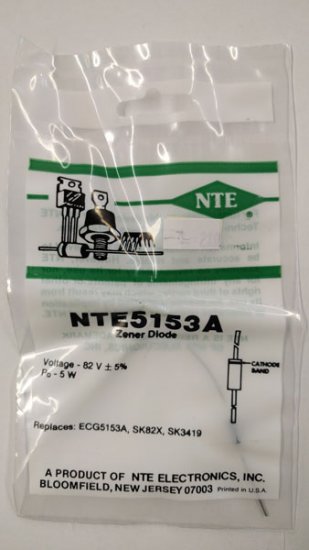 NTE
NTE5153A
Zener Diode
Voltage - 82 V ± 5%
PD - 5 W
CATHODE
BAND
Replaces: ECG5153A, SK82X, SK3419
A PRODUCT OF NTE ELECTRONICS, INC.
BLOOMFIELD, NEW JERSEY 07003 Printed in U.S.A.